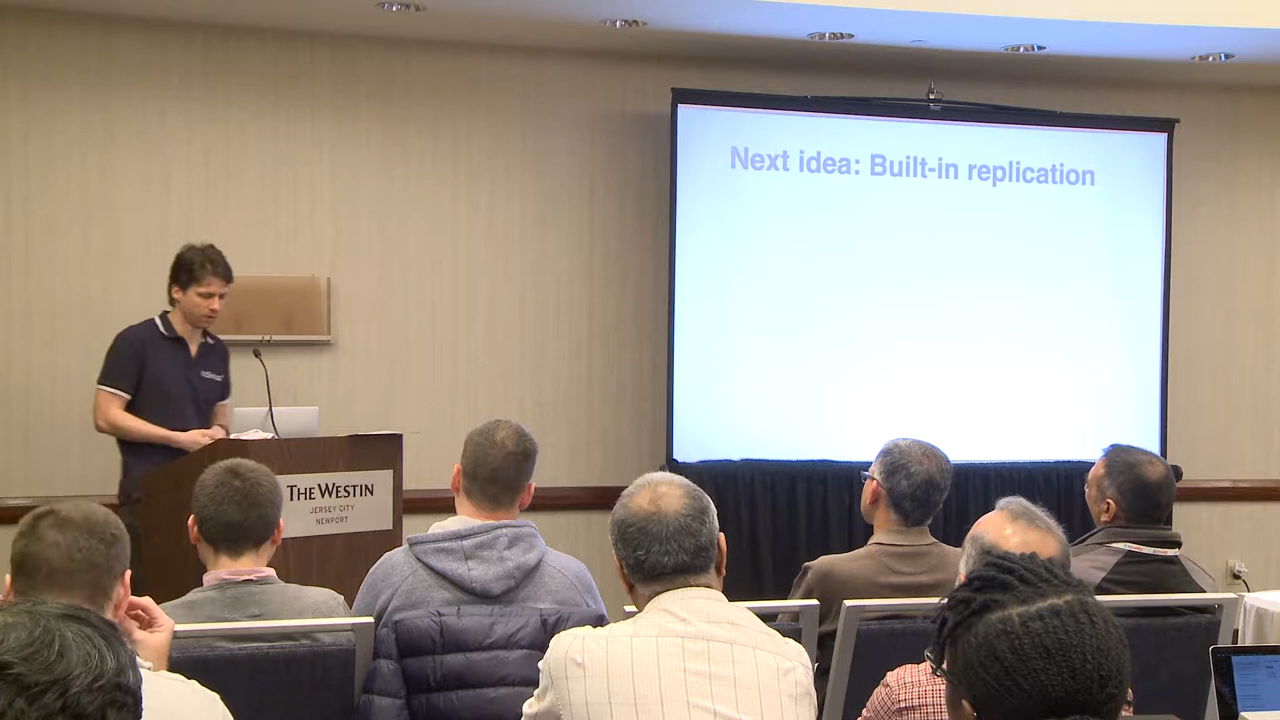 Next idea: Built-in replication
THE WESTIN
JERSEY CITY
NEWPORT